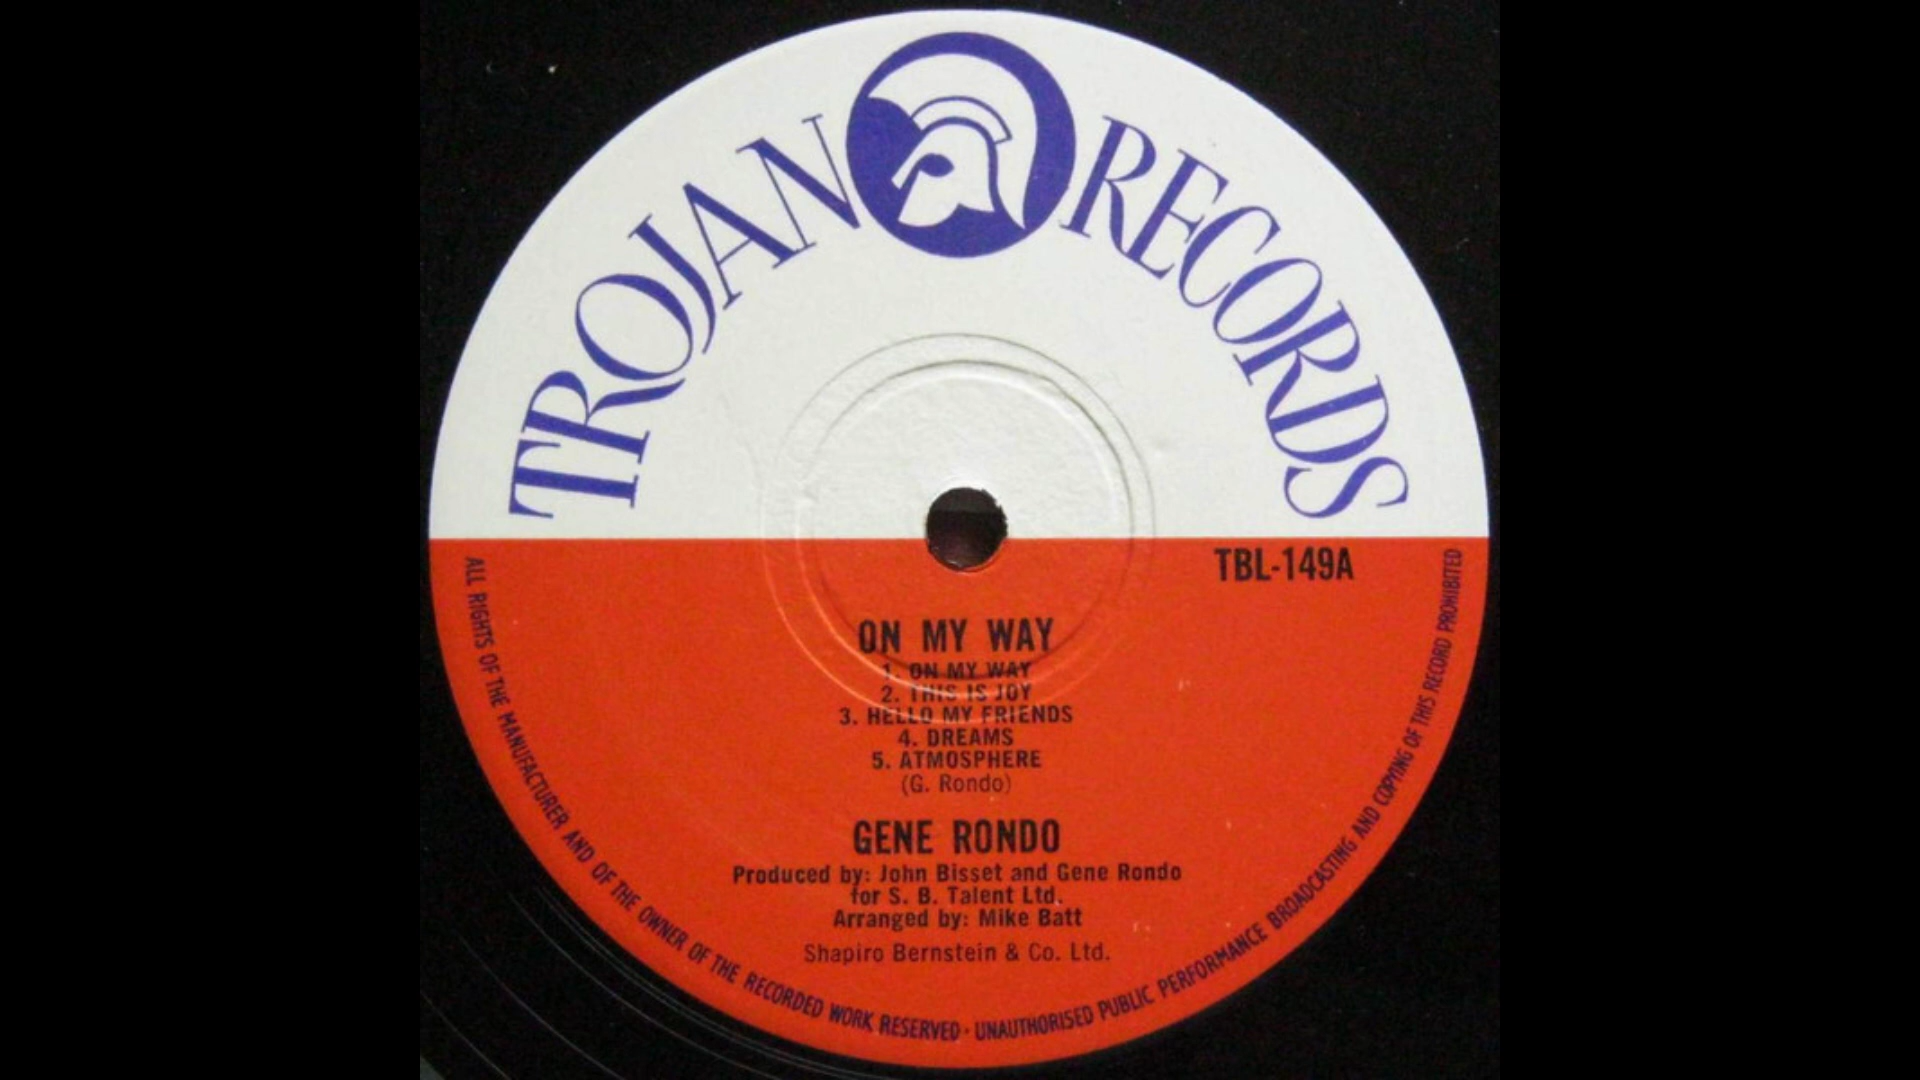 TROJAN RECORDS
TBL-149A
ON MY WAY
1. ON MY WAY
2. THIS IS JOY
3. HELLO MY FRIENDS
4. DREAMS
5. ATMOSPHERE
(G. Rondo)
GENE RONDO
Produced by: John Bisset and Gene Rondo
for S. B. Talent Ltd.
Arranged by: Mike Batt
Shapiro Bernstein & Co. Ltd.
ALL RIGHTS OF THE MANUFACTURER AND OF THE OWNER OF THE RECORDED WORK RESERVED · UNAUTHORISED PUBLIC PERFORMANCE BROADCASTING AND COPYING OF THIS RECORD PROHIBITED